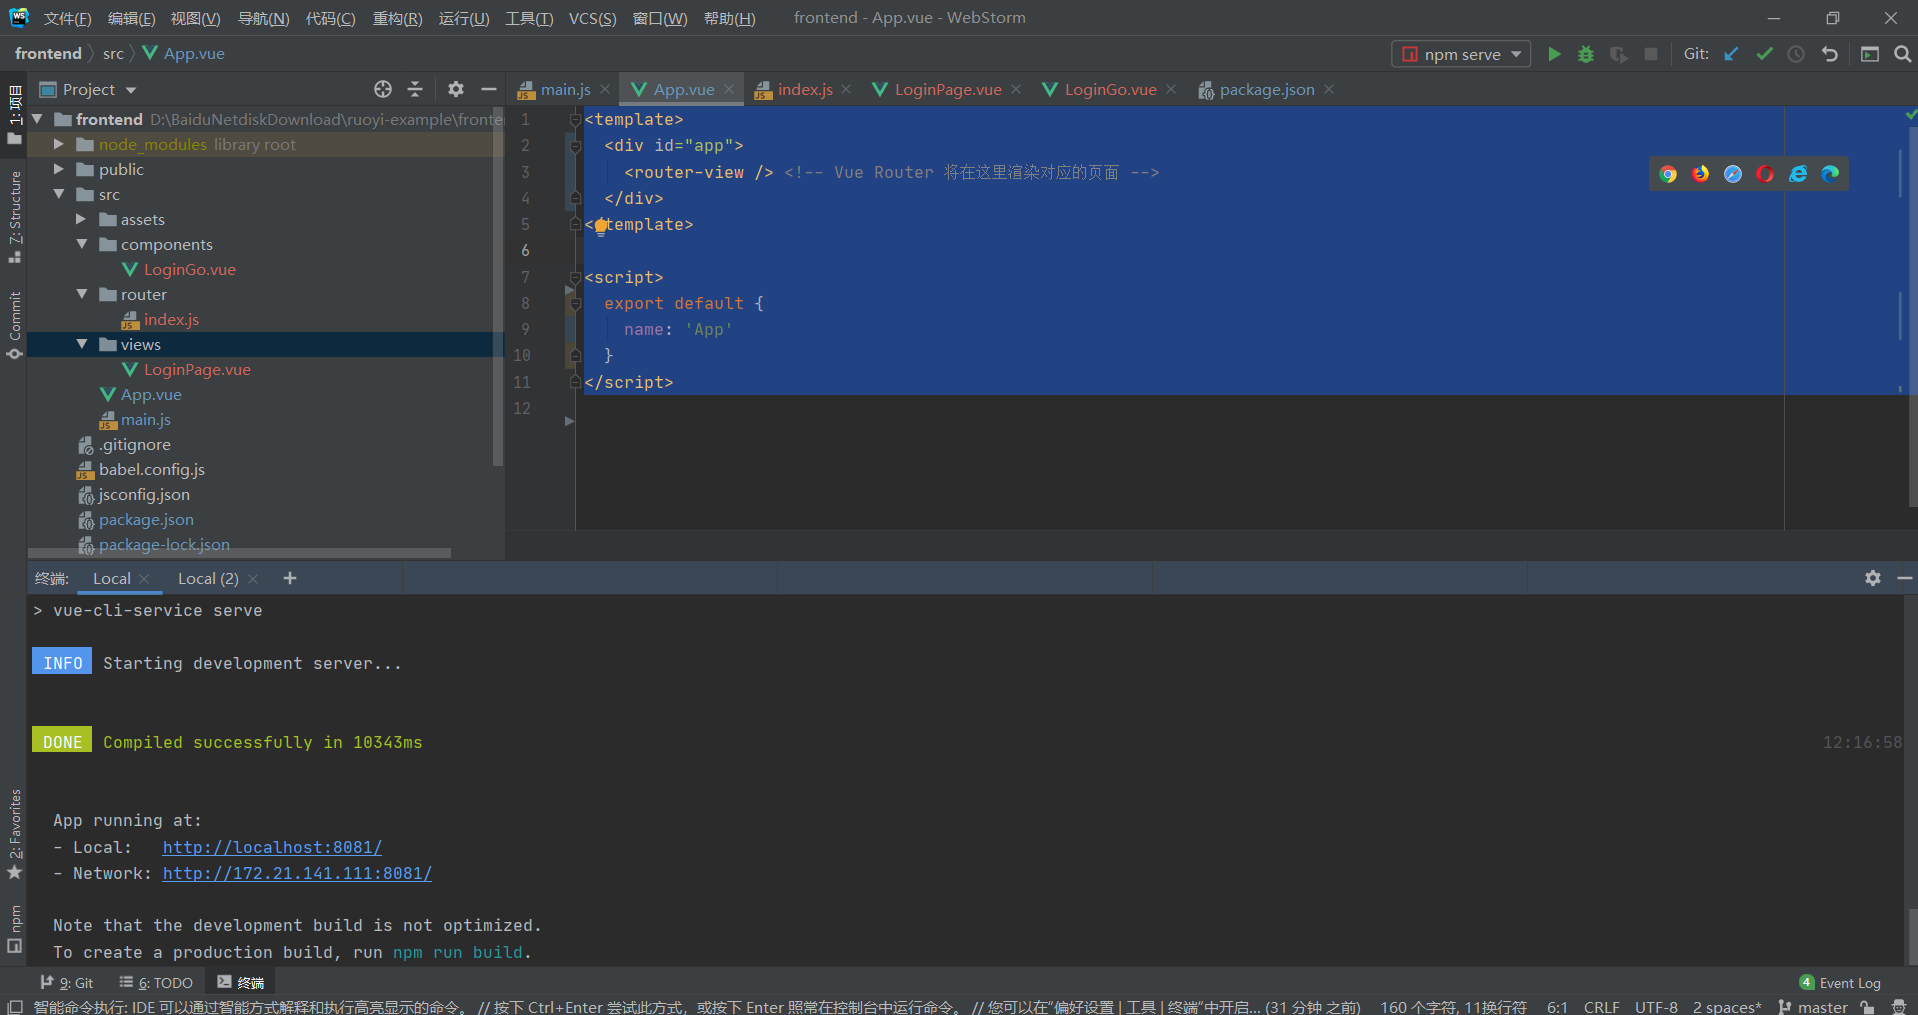 文件(F) 编辑(E) 视图(V) 导航(N) 代码(C) 重构(R) 运行(U) 工具(T) VCS(S) 窗口(W) 帮助(H) frontend - App.vue - WebStorm
frontend src App.vue npm serve Git:
1: 项目
7: Structure
Commit
2: Favorites
npm
Project
frontend D:\BaiduNetdiskDownload\ruoyi-example\fronte
node_modules library root
public
src
assets
components
LoginGo.vue
router
index.js
views
LoginPage.vue
App.vue
main.js
.gitignore
babel.config.js
jsconfig.json
package.json
package-lock.json
main.js App.vue index.js LoginPage.vue LoginGo.vue package.json
1 <template>
2 <div id="app">
3 <router-view /> <!-- Vue Router 将在这里渲染对应的页面 -->
4 </div>
5 </template>
6
7 <script>
8 export default {
9 name: 'App'
10 }
11 </script>
12
终端: Local Local (2)
> vue-cli-service serve
INFO Starting development server...
DONE Compiled successfully in 10343ms 12:16:58
App running at:
- Local: http://localhost:8081/
- Network: http://172.21.141.111:8081/
Note that the development build is not optimized.
To create a production build, run npm run build.
9: Git 6: TODO 终端 4 Event Log
智能命令执行: IDE 可以通过智能方式解释和执行高亮显示的命令。 // 按下 Ctrl+Enter 尝试此方式，或按下 Enter 照常在控制台中运行命令。 // 您可以在"偏好设置 | 工具 | 终端"中开启... (31 分钟 之前) 160 个字符, 11换行符 6:1 CRLF UTF-8 2 spaces* master